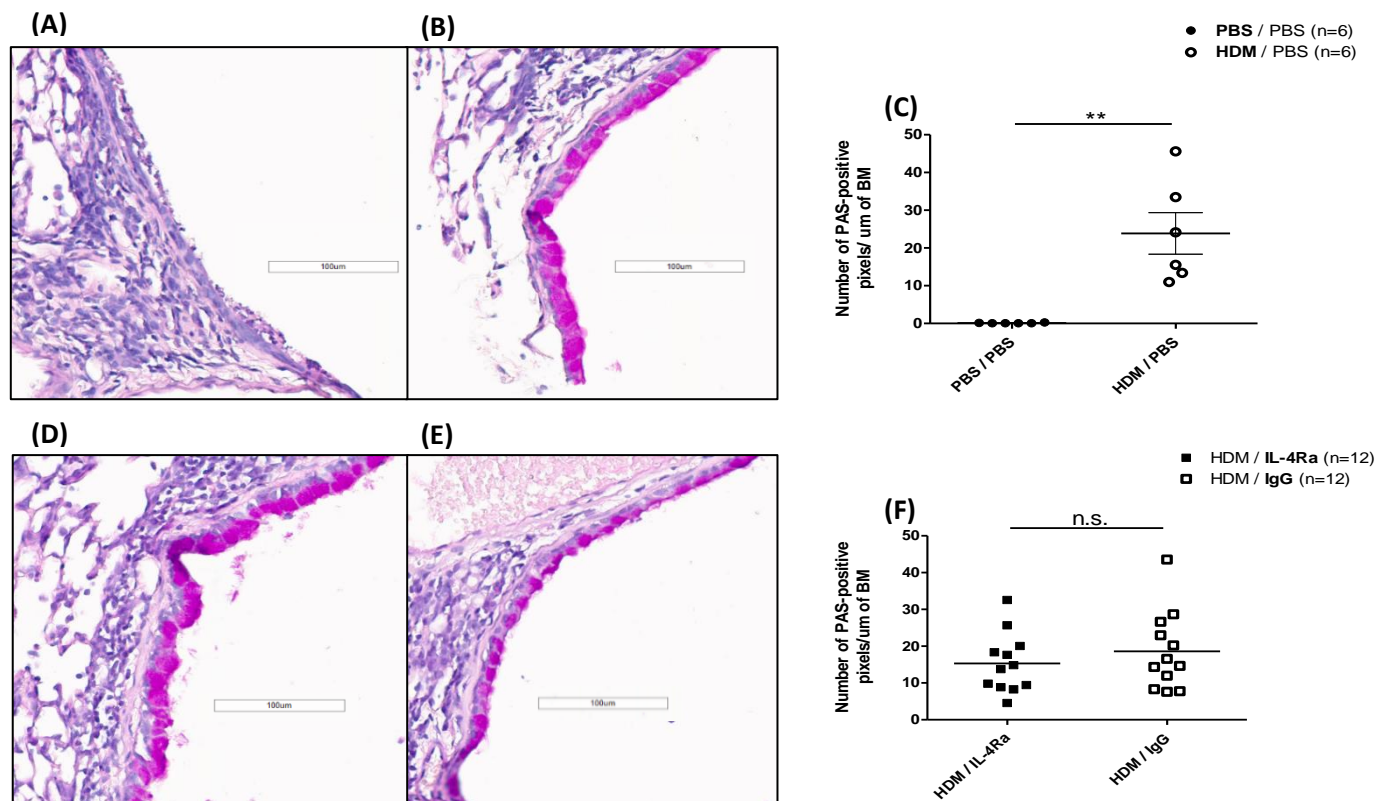 (A)
(B)
100um
100um
PBS / PBS (n=6)
HDM / PBS (n=6)
(C)
**
Number of PAS-positive
pixels/ um of BM
50
40
30
20
10
0
PBS / PBS
HDM / PBS
(D)
(E)
100um
100um
HDM / IL-4Ra (n=12)
HDM / IgG (n=12)
(F)
n.s.
Number of PAS-positive
pixels/um of BM
50
40
30
20
10
0
HDM / IL-4Ra
HDM / IgG